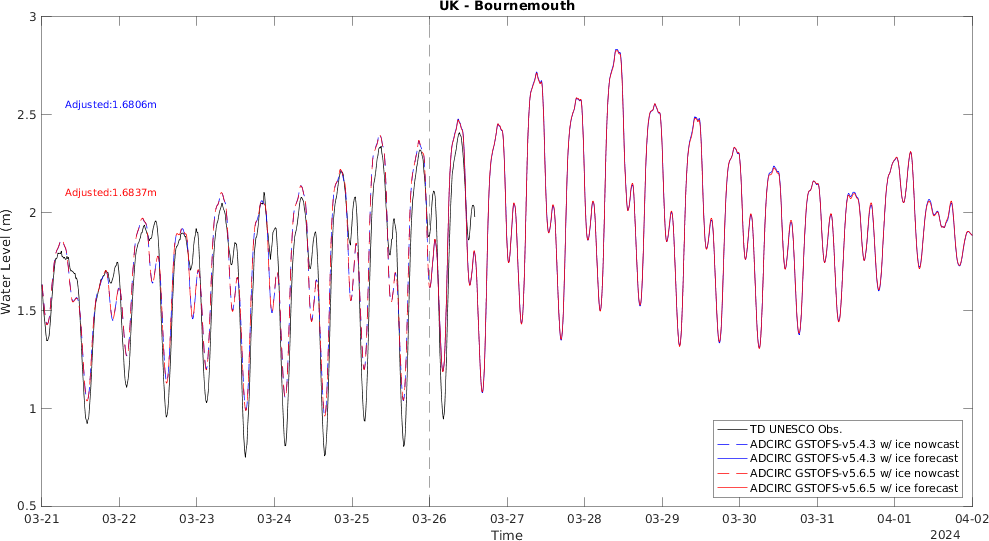 UK - Bournemouth
3
2.5
2
1.5
1
0.5
Water Level (m)
Adjusted:1.6806m
Adjusted:1.6837m
TD UNESCO Obs.
ADCIRC GSTOFS-v5.4.3 w/ ice nowcast
ADCIRC GSTOFS-v5.4.3 w/ ice forecast
ADCIRC GSTOFS-v5.6.5 w/ ice nowcast
ADCIRC GSTOFS-v5.6.5 w/ ice forecast
03-21 03-22 03-23 03-24 03-25 03-26 03-27 03-28 03-29 03-30 03-31 04-01 04-02
Time
2024